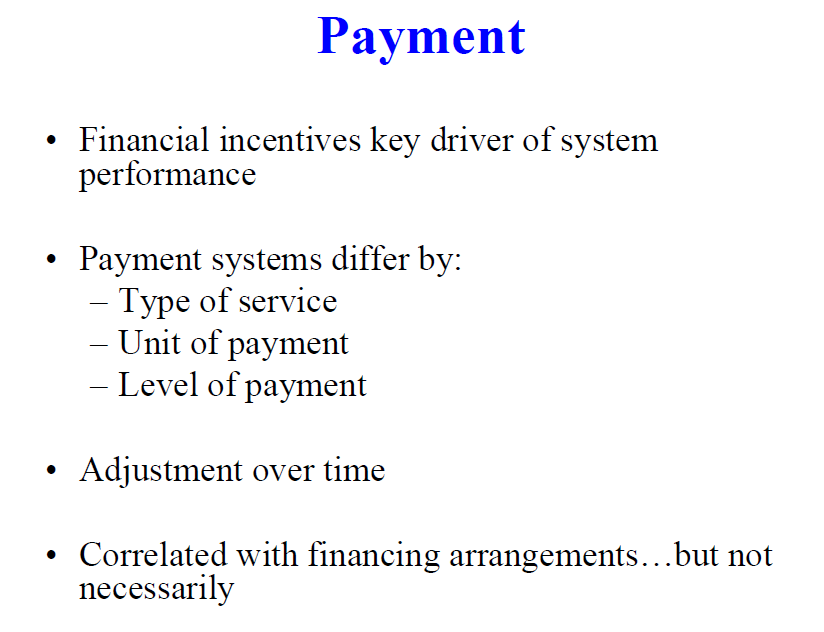 Payment
• Financial incentives key driver of system
performance
• Payment systems differ by:
– Type of service
– Unit of payment
– Level of payment
• Adjustment over time
• Correlated with financing arrangements…but not
necessarily